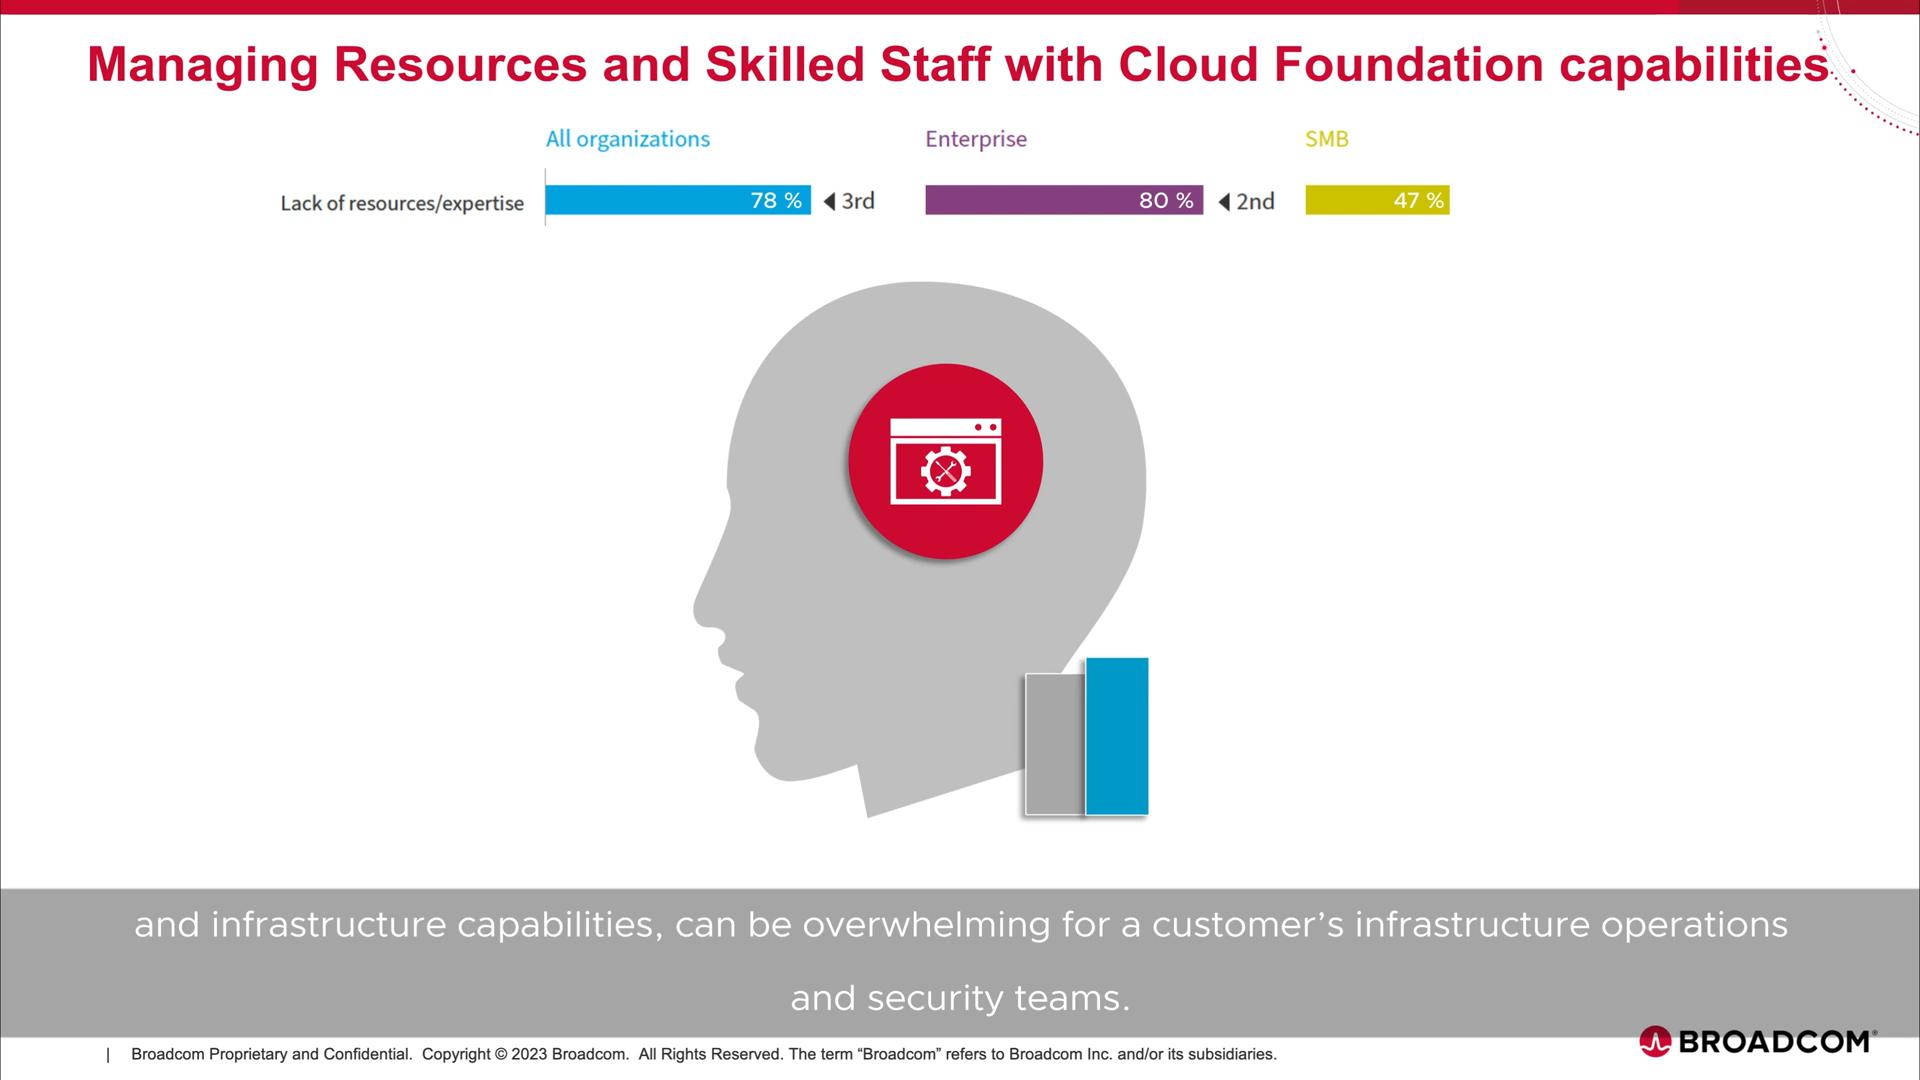 Managing Resources and Skilled Staff with Cloud Foundation capabilities
All organizations Enterprise SMB
Lack of resources/expertise 78 % 3rd 80 % 2nd 47 %
and infrastructure capabilities, can be overwhelming for a customer’s infrastructure operations
and security teams.
| Broadcom Proprietary and Confidential. Copyright © 2023 Broadcom. All Rights Reserved. The term “Broadcom” refers to Broadcom Inc. and/or its subsidiaries.
BROADCOM®